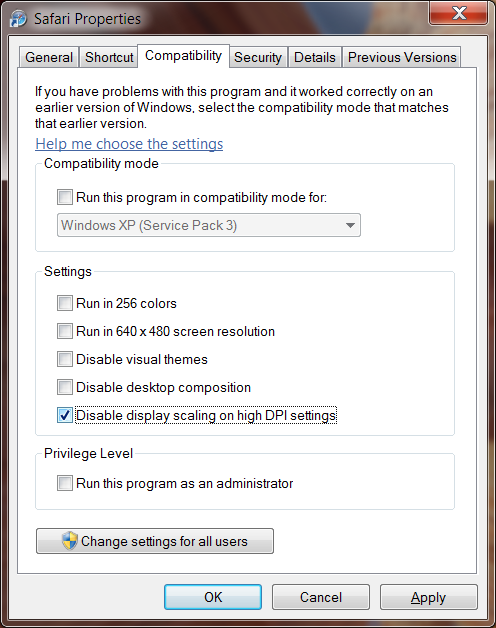 Safari Properties
General
Shortcut
Compatibility
Security
Details
Previous Versions
If you have problems with this program and it worked correctly on an
earlier version of Windows, select the compatibility mode that matches
that earlier version.
Help me choose the settings
Compatibility mode
Run this program in compatibility mode for:
Windows XP (Service Pack 3)
Settings
Run in 256 colors
Run in 640 x 480 screen resolution
Disable visual themes
Disable desktop composition
Disable display scaling on high DPI settings
Privilege Level
Run this program as an administrator
Change settings for all users
OK
Cancel
Apply